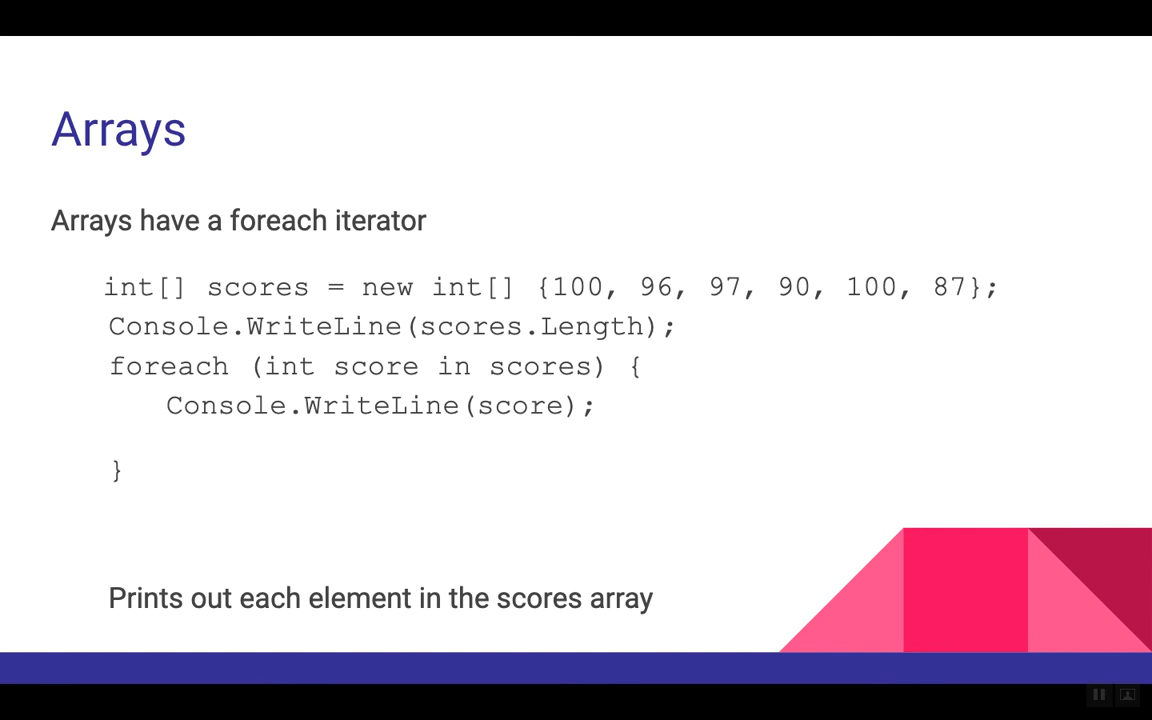 Arrays
Arrays have a foreach iterator
int[] scores = new int[] {100, 96, 97, 90, 100, 87};
Console.WriteLine(scores.Length);
foreach (int score in scores) {
Console.WriteLine(score);
}
Prints out each element in the scores array